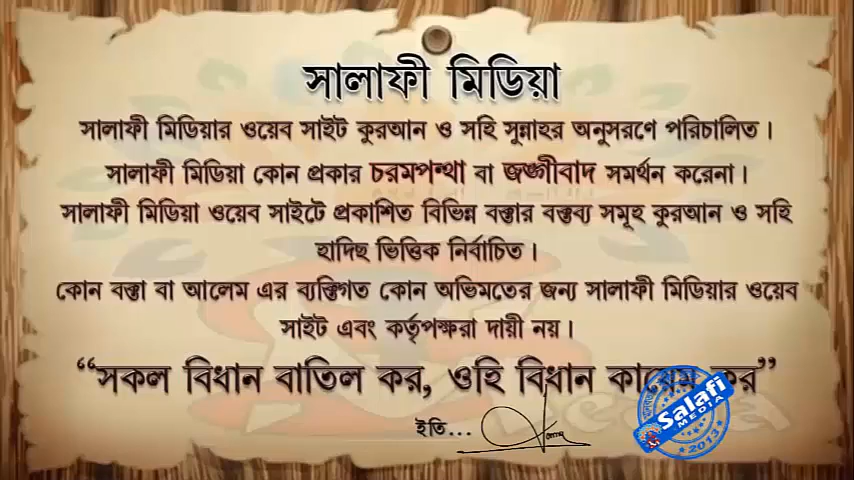 সালাফী মিডিয়া
সালাফী মিডিয়ার ওয়েব সাইট কুরআন ও সহি সুন্নাহর অনুসরণে পরিচালিত।
সালাফী মিডিয়া কোন প্রকার চরমপন্থা বা জঙ্গীবাদ সমর্থন করেনা।
সালাফী মিডিয়া ওয়েব সাইটে প্রকাশিত বিভিন্ন বক্তার বক্তব্য সমূহ কুরআন ও সহি
হাদিছ ভিত্তিক নির্বাচিত।
কোন বক্তা বা আলেম এর ব্যক্তিগত কোন অভিমতের জন্য সালাফী মিডিয়ার ওয়েব
সাইট এবং কর্তৃপক্ষরা দায়ী নয়।
“সকল বিধান বাতিল কর, ওহি বিধান কায়েম কর”
ইতি...
Salafi
MEDIA
2013